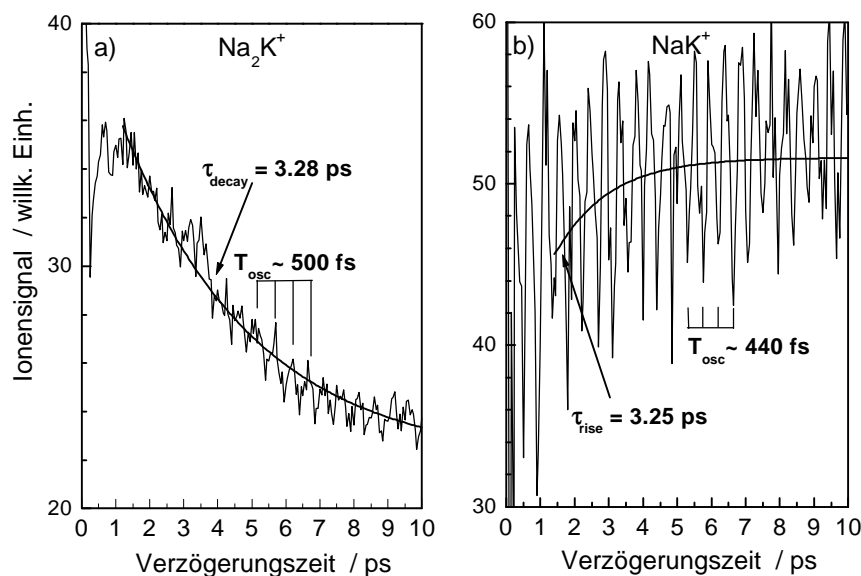 a) Na₂K⁺
Ionensignal / willk. Einh.
40
30
20
τdecay = 3.28 ps
Tosc ~ 500 fs
0 1 2 3 4 5 6 7 8 9 10
Verzögerungszeit / ps
b) NaK⁺
60
50
40
30
Tosc ~ 440 fs
τrise = 3.25 ps
0 1 2 3 4 5 6 7 8 9 10
Verzögerungszeit / ps